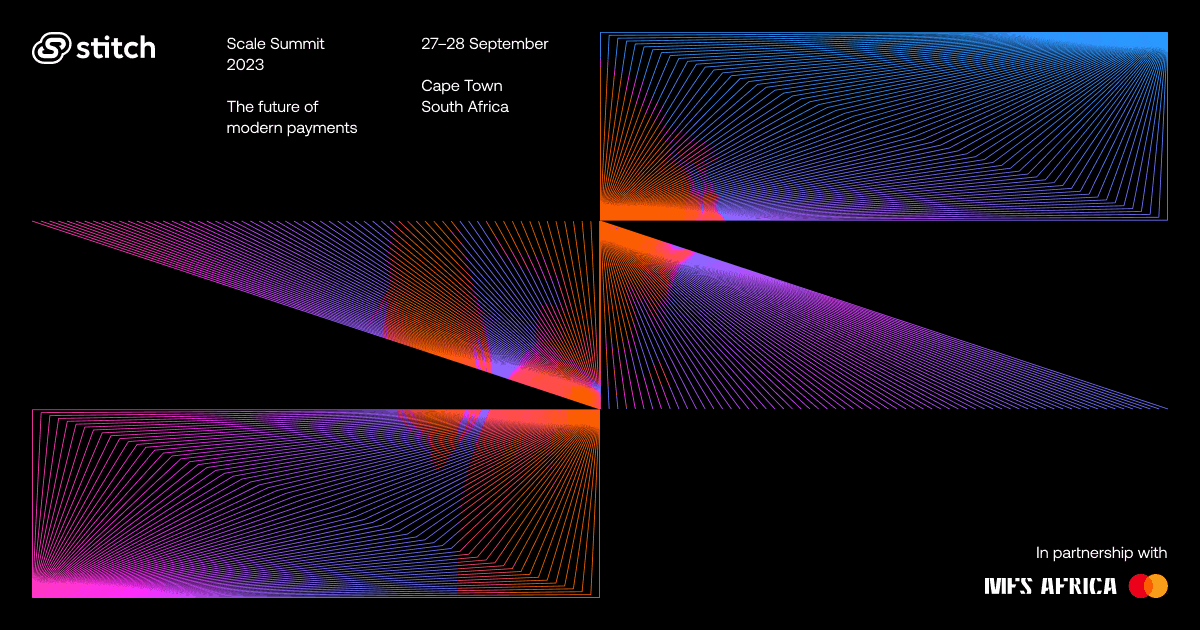 stitch
Scale Summit
2023
The future of
modern payments
27–28 September
Cape Town
South Africa
In partnership with
MFS AFRICA